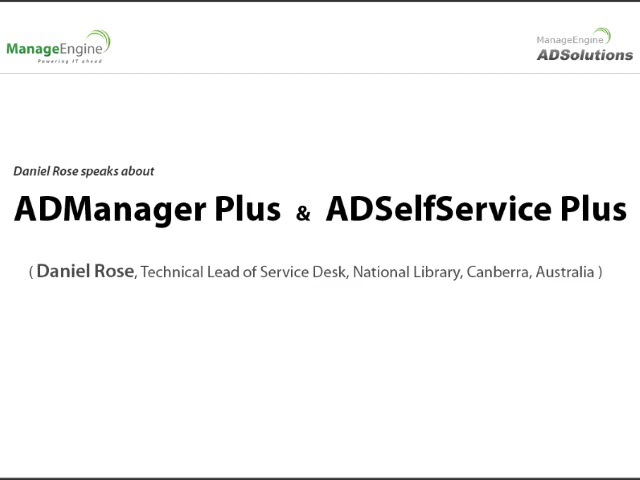 ManageEngine
Powering IT ahead
ManageEngine
ADSolutions
Daniel Rose speaks about
ADManager Plus & ADSelfService Plus
( Daniel Rose, Technical Lead of Service Desk, National Library, Canberra, Australia )